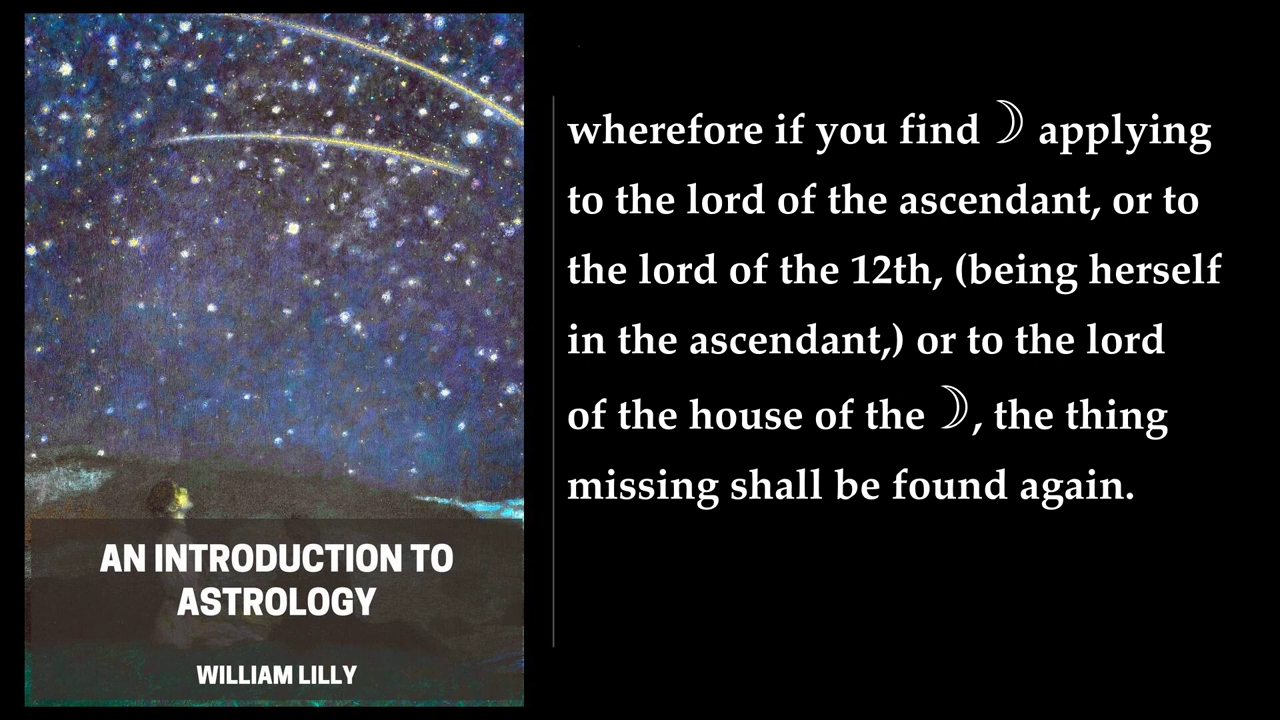 AN INTRODUCTION TO
ASTROLOGY
WILLIAM LILLY
wherefore if you find ☽ applying
to the lord of the ascendant, or to
the lord of the 12th, (being herself
in the ascendant,) or to the lord
of the house of the ☽, the thing
missing shall be found again.